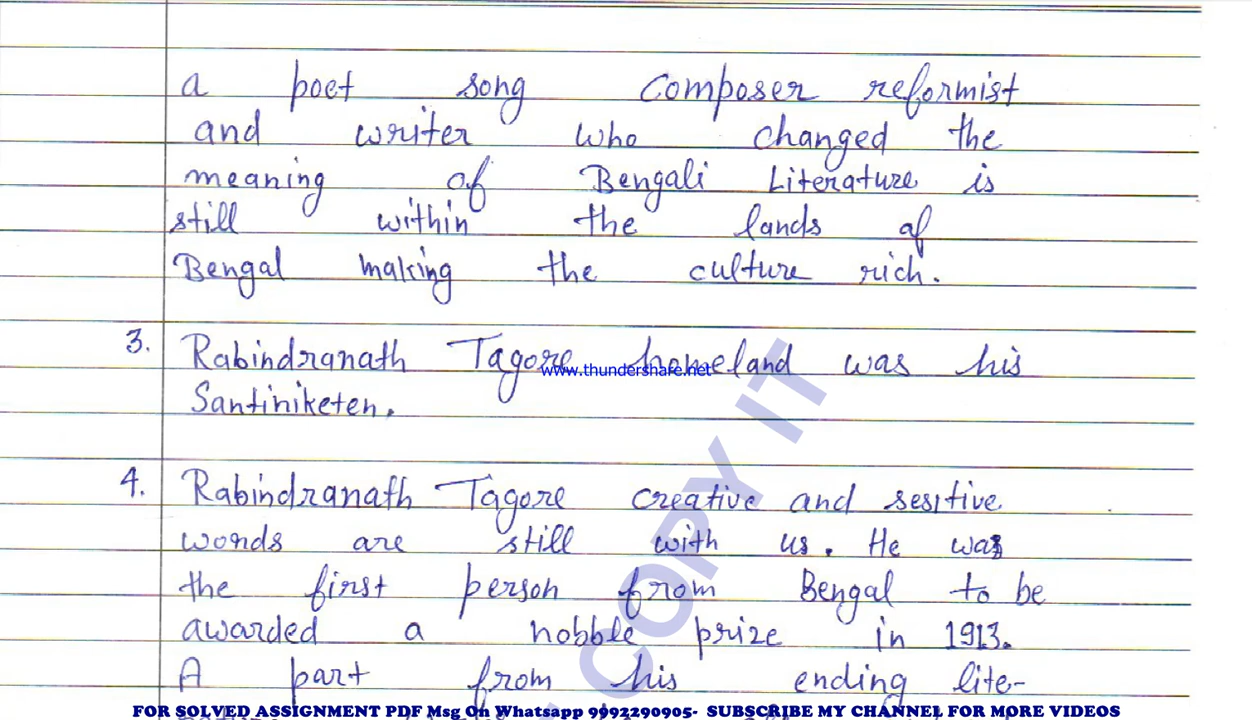 a poet song Composer reformist
and writer who changed the
meaning of Bengali Literature is
still within the lands of
Bengal making the culture rich.
3. Rabindranath Tagore homeland was his
www.thundershare.net
Santiniketen.
4. Rabindranath Tagore creative and sesitive
words are still with us. He was
the first person from Bengal to be
awarded a nobble prize in 1913.
A part from his ending lite-
COPY IT
FOR SOLVED ASSIGNMENT PDF Msg On Whatsapp 9992290905- SUBSCRIBE MY CHANNEL FOR MORE VIDEOS